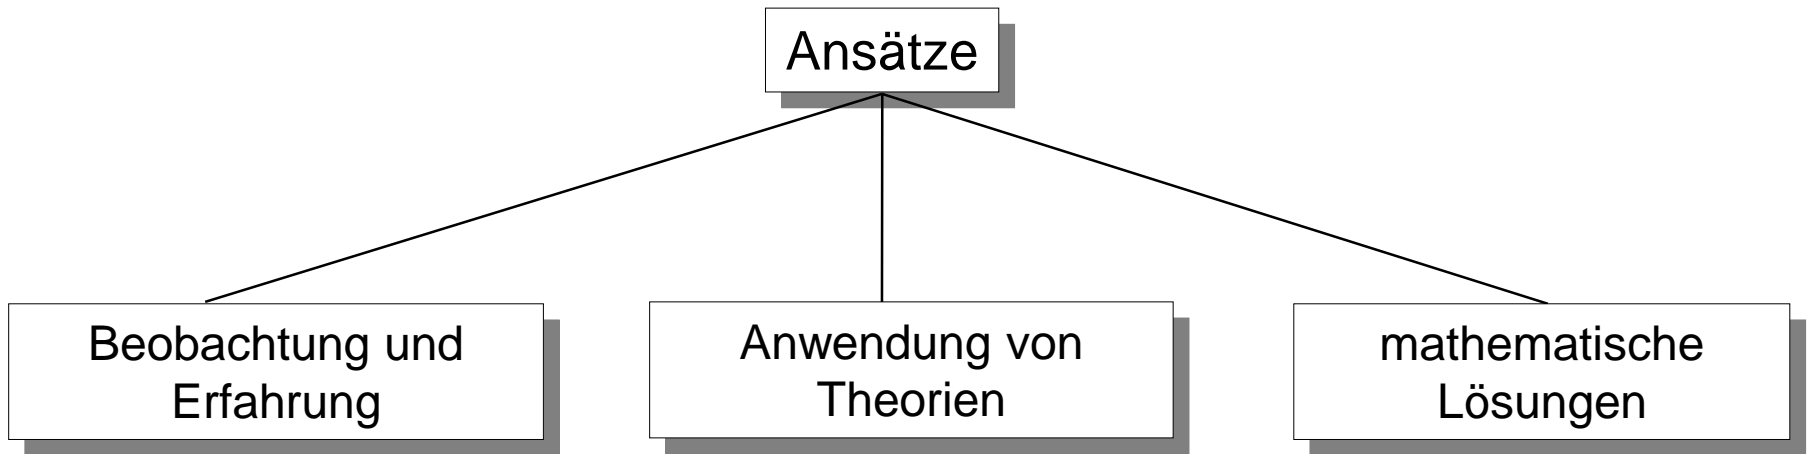 Ansätze
Beobachtung und
Erfahrung
Anwendung von
Theorien
mathematische
Lösungen